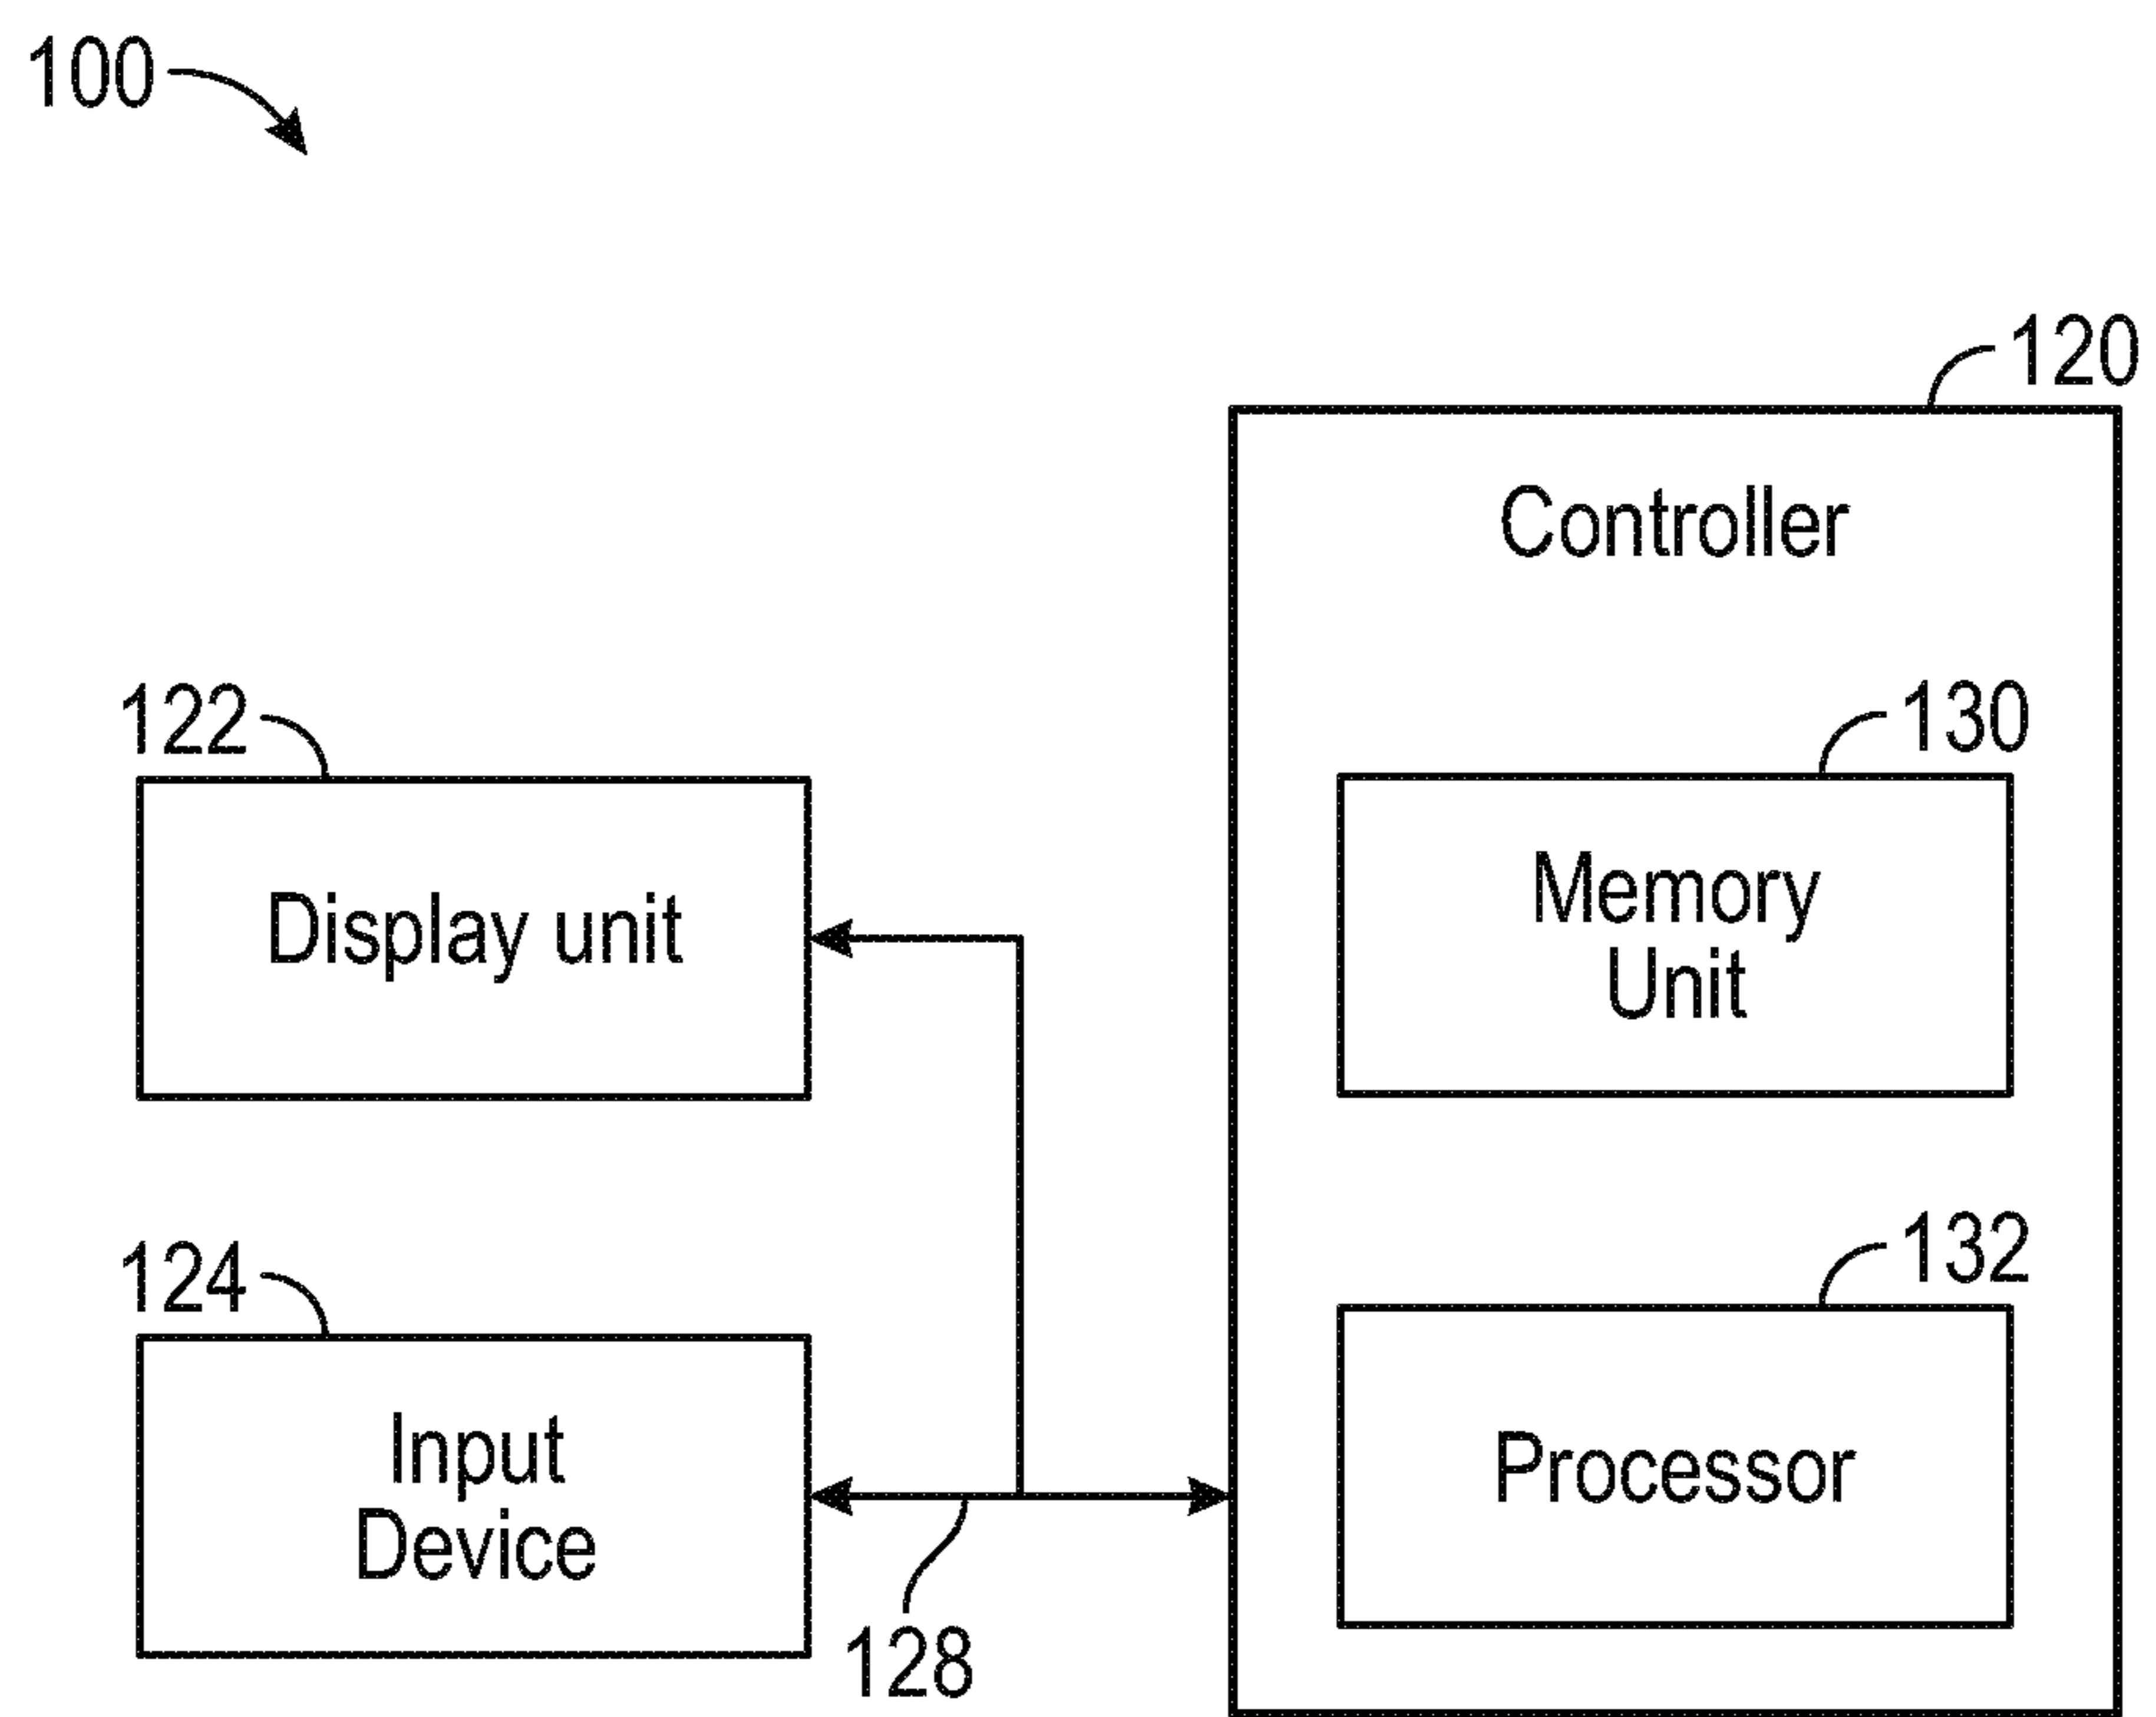 100
120
Controller
122
130
Display unit
Memory
Unit
124
132
Input
Device
Processor
128